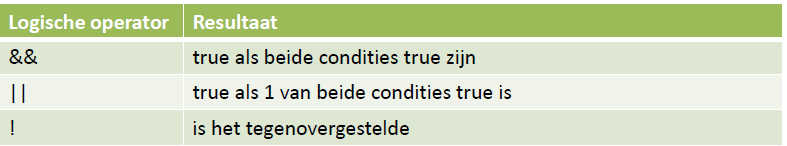 Logische operator Resultaat
&& true als beide condities true zijn
|| true als 1 van beide condities true is
! is het tegenovergestelde